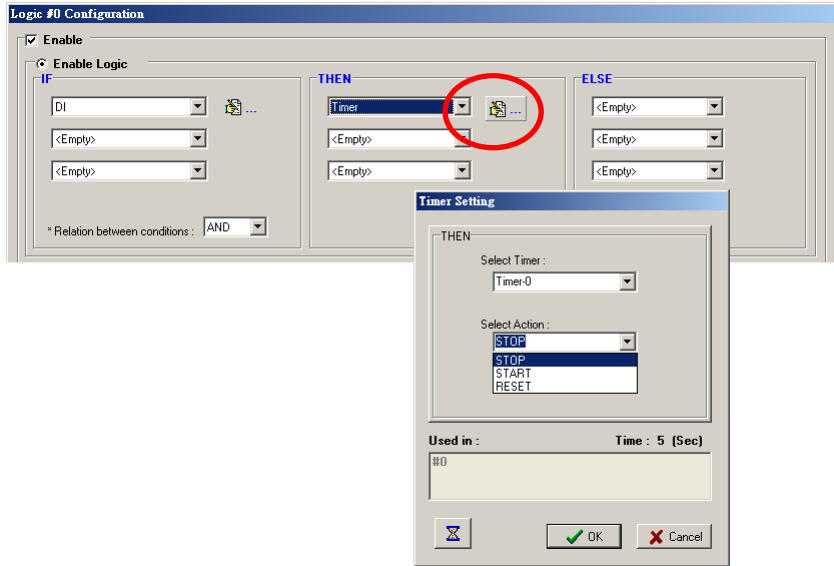 Logic #0 Configuration
Enable
Enable Logic
IF
THEN
ELSE
DI
...
Timer
...
<Empty>
<Empty>
<Empty>
<Empty>
<Empty>
<Empty>
<Empty>
* Relation between conditions :
AND
Timer Setting
THEN
Select Timer :
Timer-0
Select Action :
STOP
STOP
START
RESET
Used in :
Time : 5 (Sec)
#0
OK
Cancel